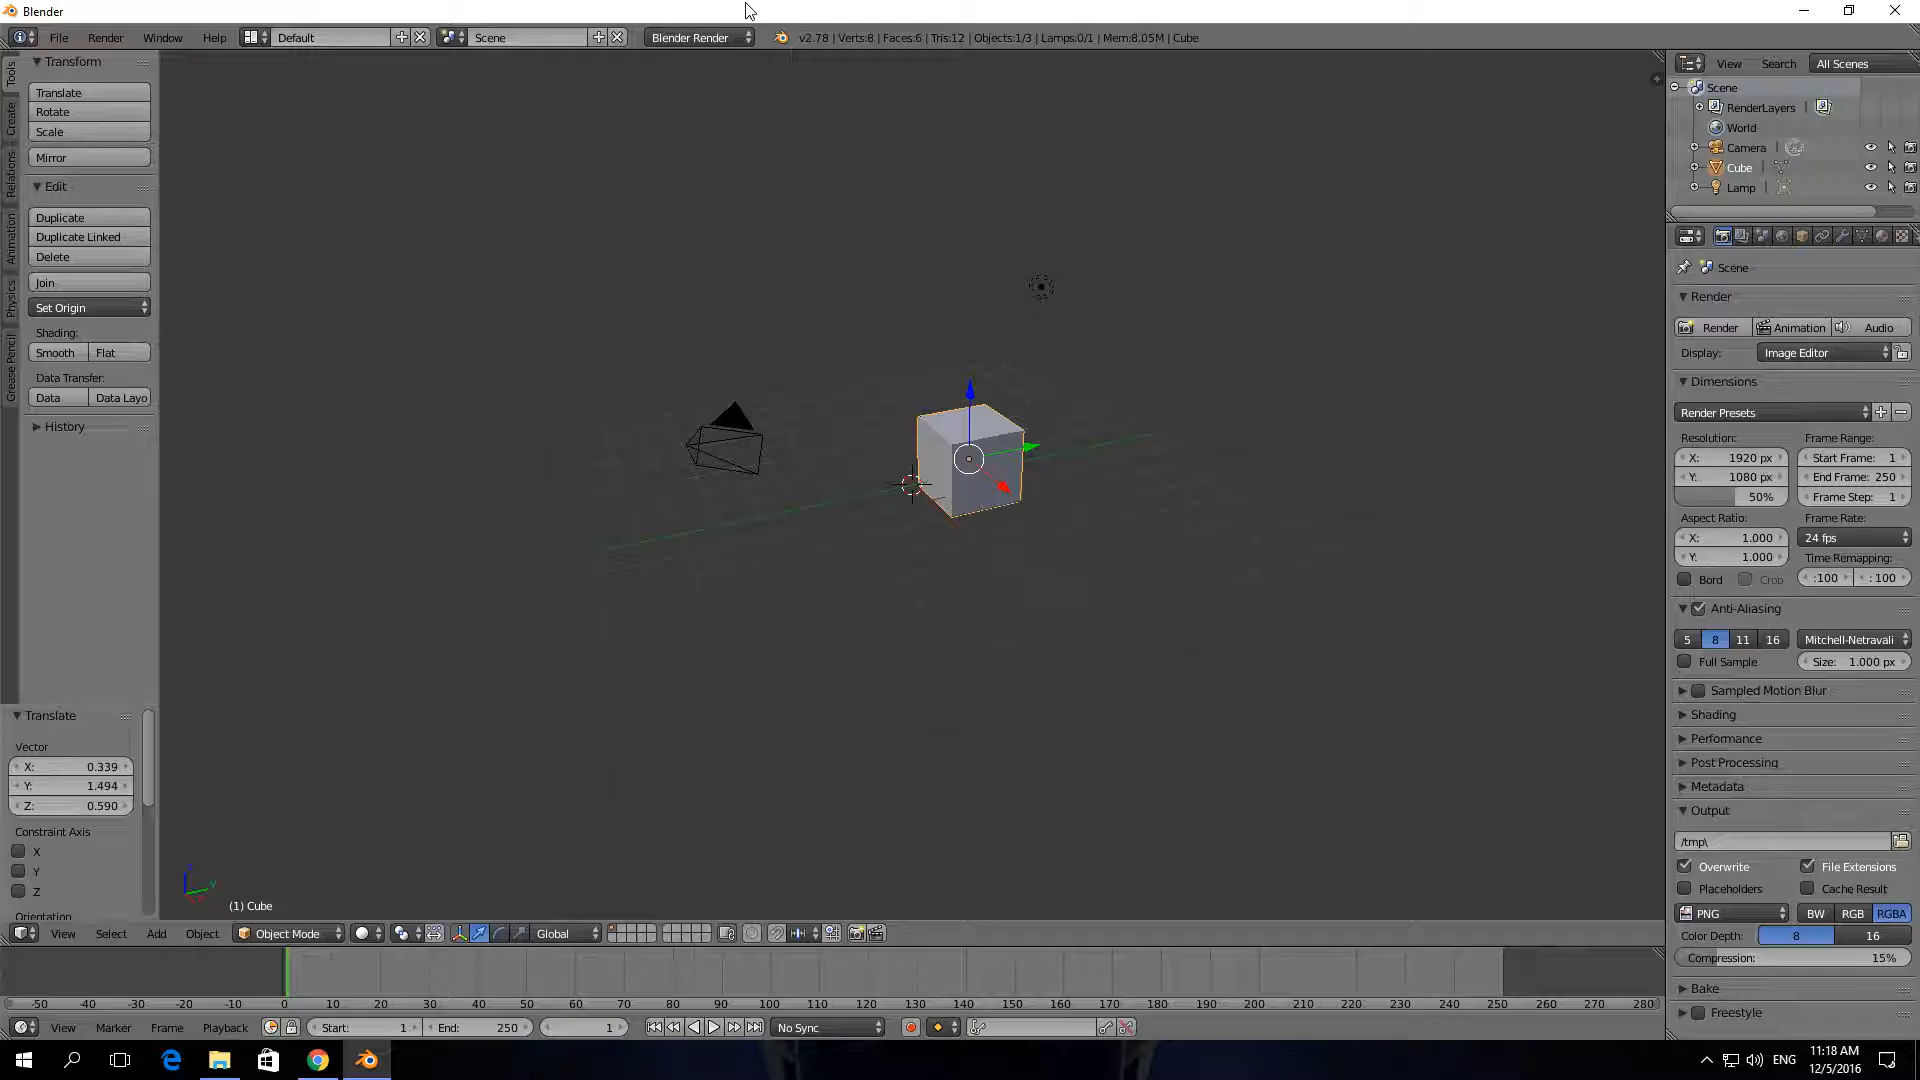 Blender
File Render Window Help Default Scene Blender Render v2.78 | Verts:8 | Faces:6 | Tris:12 | Objects:1/3 | Lamps:0/1 | Mem:8.05M | Cube
Tools
Create
Relations
Animation
Physics
Grease Pencil
Transform
Translate
Rotate
Scale
Mirror
Edit
Duplicate
Duplicate Linked
Delete
Join
Set Origin
Shading:
Smooth Flat
Data Transfer:
Data Data Layo
History
Translate
Vector
X: 0.339
Y: 1.494
Z: 0.590
Constraint Axis
X
Y
Z
Orientation
(1) Cube
View Select Add Object Object Mode Global
-50 -40 -30 -20 -10 0 10 20 30 40 50 60 70 80 90 100 110 120 130 140 150 160 170 180 190 200 210 220 230 240 250 260 270 280
View Marker Frame Playback Start: 1 End: 250 1 No Sync
View Search All Scenes
Scene
RenderLayers |
World
Camera |
Cube |
Lamp |
Scene
Render
Render Animation Audio
Display: Image Editor
Dimensions
Render Presets
Resolution: Frame Range:
X: 1920 px Start Frame: 1
Y: 1080 px End Frame: 250
50% Frame Step: 1
Aspect Ratio: Frame Rate:
X: 1.000 24 fps
Y: 1.000 Time Remapping:
Bord Crop :100 : 100
Anti-Aliasing
5 8 11 16 Mitchell-Netravali
Full Sample Size: 1.000 px
Sampled Motion Blur
Shading
Performance
Post Processing
Metadata
Output
/tmp\
Overwrite File Extensions
Placeholders Cache Result
PNG BW RGB RGBA
Color Depth: 8 16
Compression: 15%
Bake
Freestyle
ENG 11:18 AM
12/5/2016